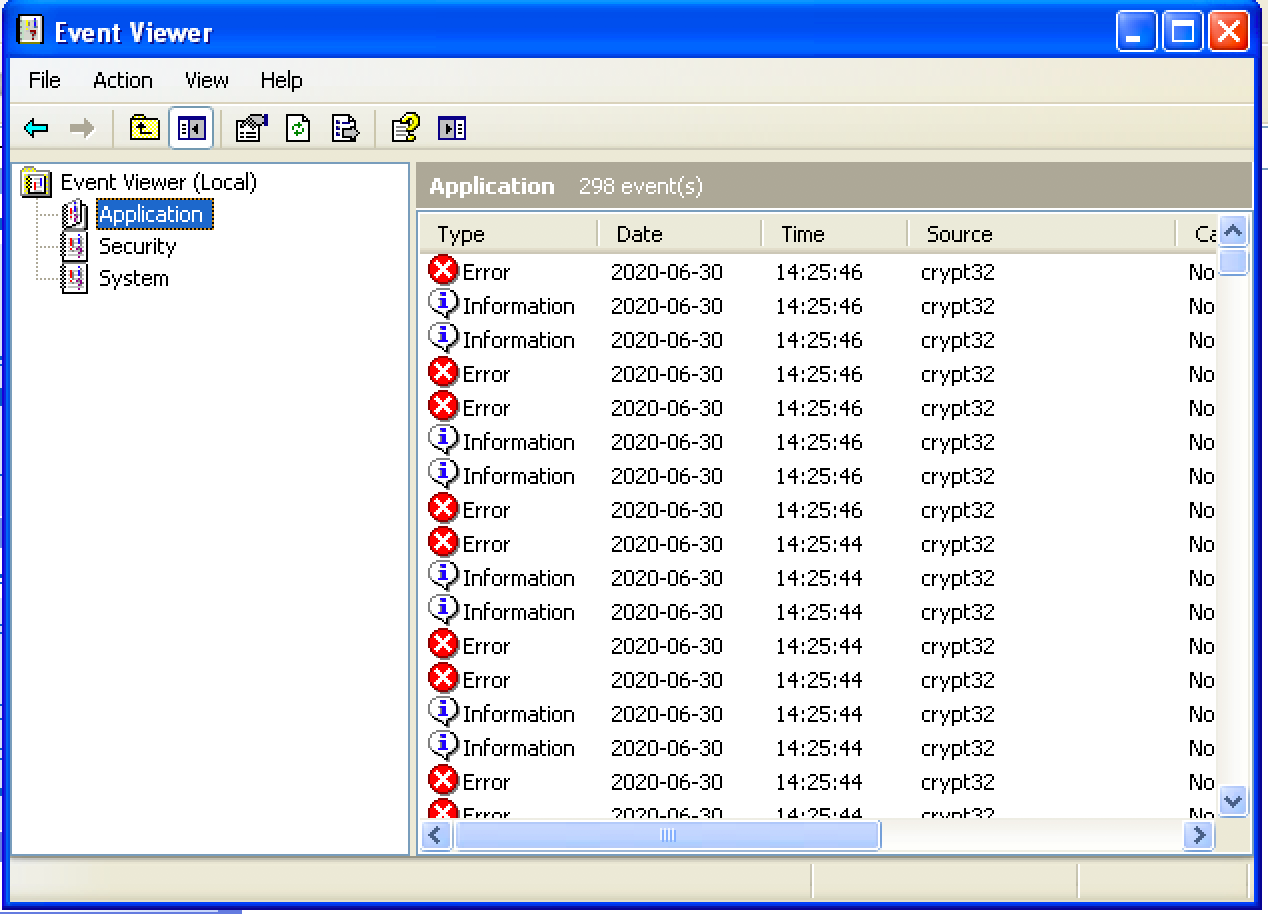 Event Viewer
File Action View Help
Event Viewer (Local)
Application
Security
System
Application 298 event(s)
Type Date Time Source
Error 2020-06-30 14:25:46 crypt32 No
Information 2020-06-30 14:25:46 crypt32 No
Information 2020-06-30 14:25:46 crypt32 No
Error 2020-06-30 14:25:46 crypt32 No
Error 2020-06-30 14:25:46 crypt32 No
Information 2020-06-30 14:25:46 crypt32 No
Information 2020-06-30 14:25:46 crypt32 No
Error 2020-06-30 14:25:46 crypt32 No
Error 2020-06-30 14:25:44 crypt32 No
Information 2020-06-30 14:25:44 crypt32 No
Information 2020-06-30 14:25:44 crypt32 No
Error 2020-06-30 14:25:44 crypt32 No
Error 2020-06-30 14:25:44 crypt32 No
Information 2020-06-30 14:25:44 crypt32 No
Information 2020-06-30 14:25:44 crypt32 No
Error 2020-06-30 14:25:44 crypt32 No
Error 2020-06-30 14:25:44 crypt32 No